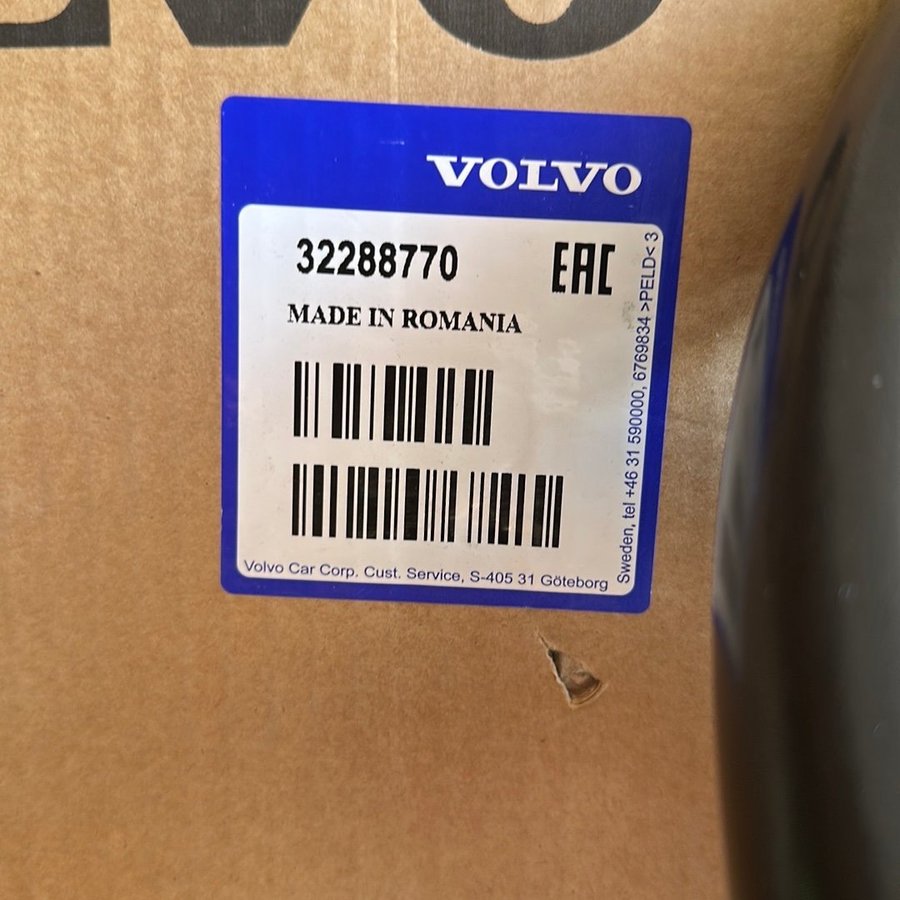 VOLVO
32288770
EAC
MADE IN ROMANIA
Volvo Car Corp. Cust. Service, S-405 31 Göteborg
Sweden, tel +46 31 590000, 6769834 >PELD< 3